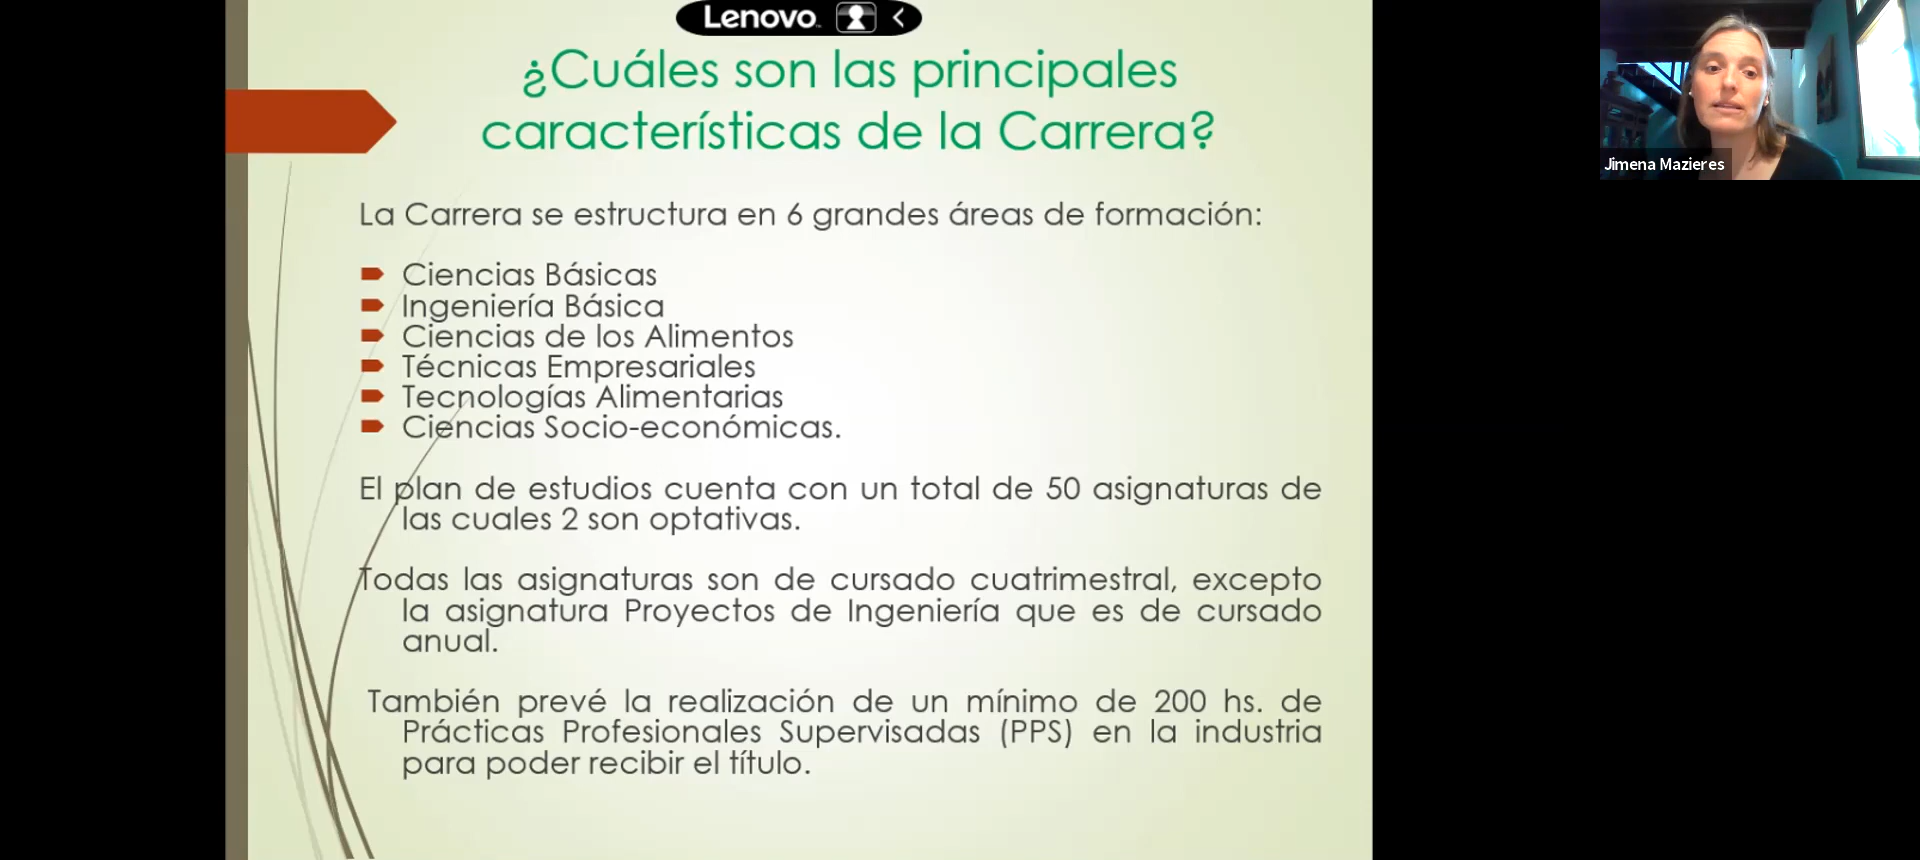 Lenovo
¿Cuáles son las principales
características de la Carrera?
La Carrera se estructura en 6 grandes áreas de formación:
Ciencias Básicas
Ingeniería Básica
Ciencias de los Alimentos
Técnicas Empresariales
Tecnologías Alimentarias
Ciencias Socio-económicas.
El plan de estudios cuenta con un total de 50 asignaturas de
las cuales 2 son optativas.
Todas las asignaturas son de cursado cuatrimestral, excepto
la asignatura Proyectos de Ingeniería que es de cursado
anual.
También prevé la realización de un mínimo de 200 hs. de
Prácticas Profesionales Supervisadas (PPS) en la industria
para poder recibir el título.
Jimena Mazieres